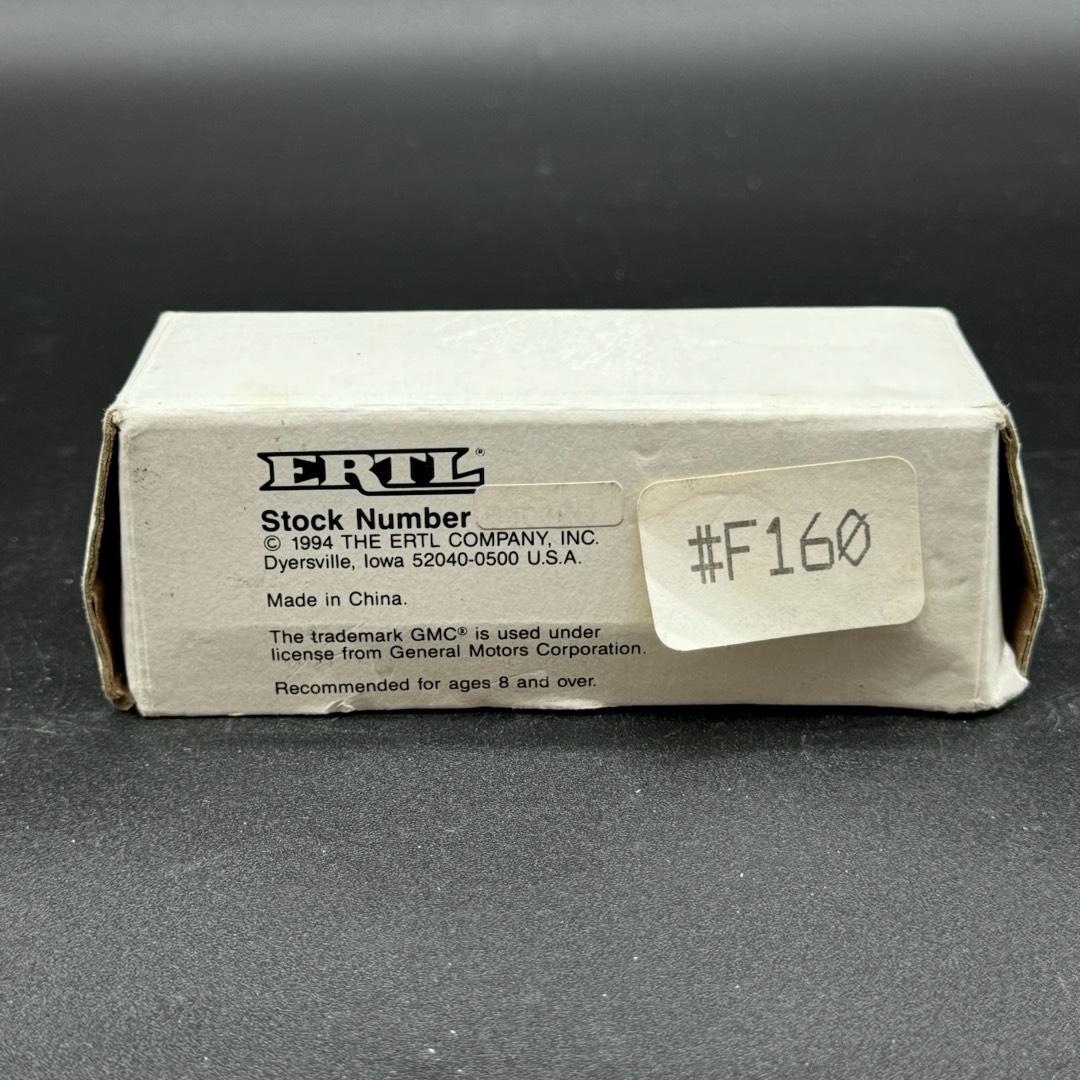 ERTL®
Stock Number
© 1994 THE ERTL COMPANY, INC.
Dyersville, Iowa 52040-0500 U.S.A.
Made in China.
The trademark GMC® is used under
license from General Motors Corporation.
Recommended for ages 8 and over.
#F160